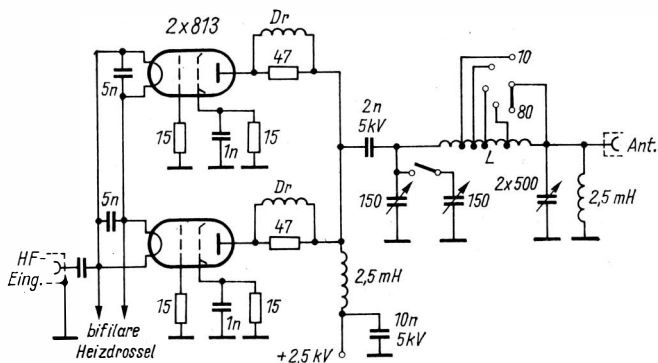 2x813
Dr
47
5n
15
1n
15
10
80
2n
5kV
L
Ant.
150
150
2x500
2,5 mH
5n
Dr
47
HF-
Eing.
15
1n
15
2,5 mH
bifilare
Heizdrossel
10n
5kV
+2.5 kV